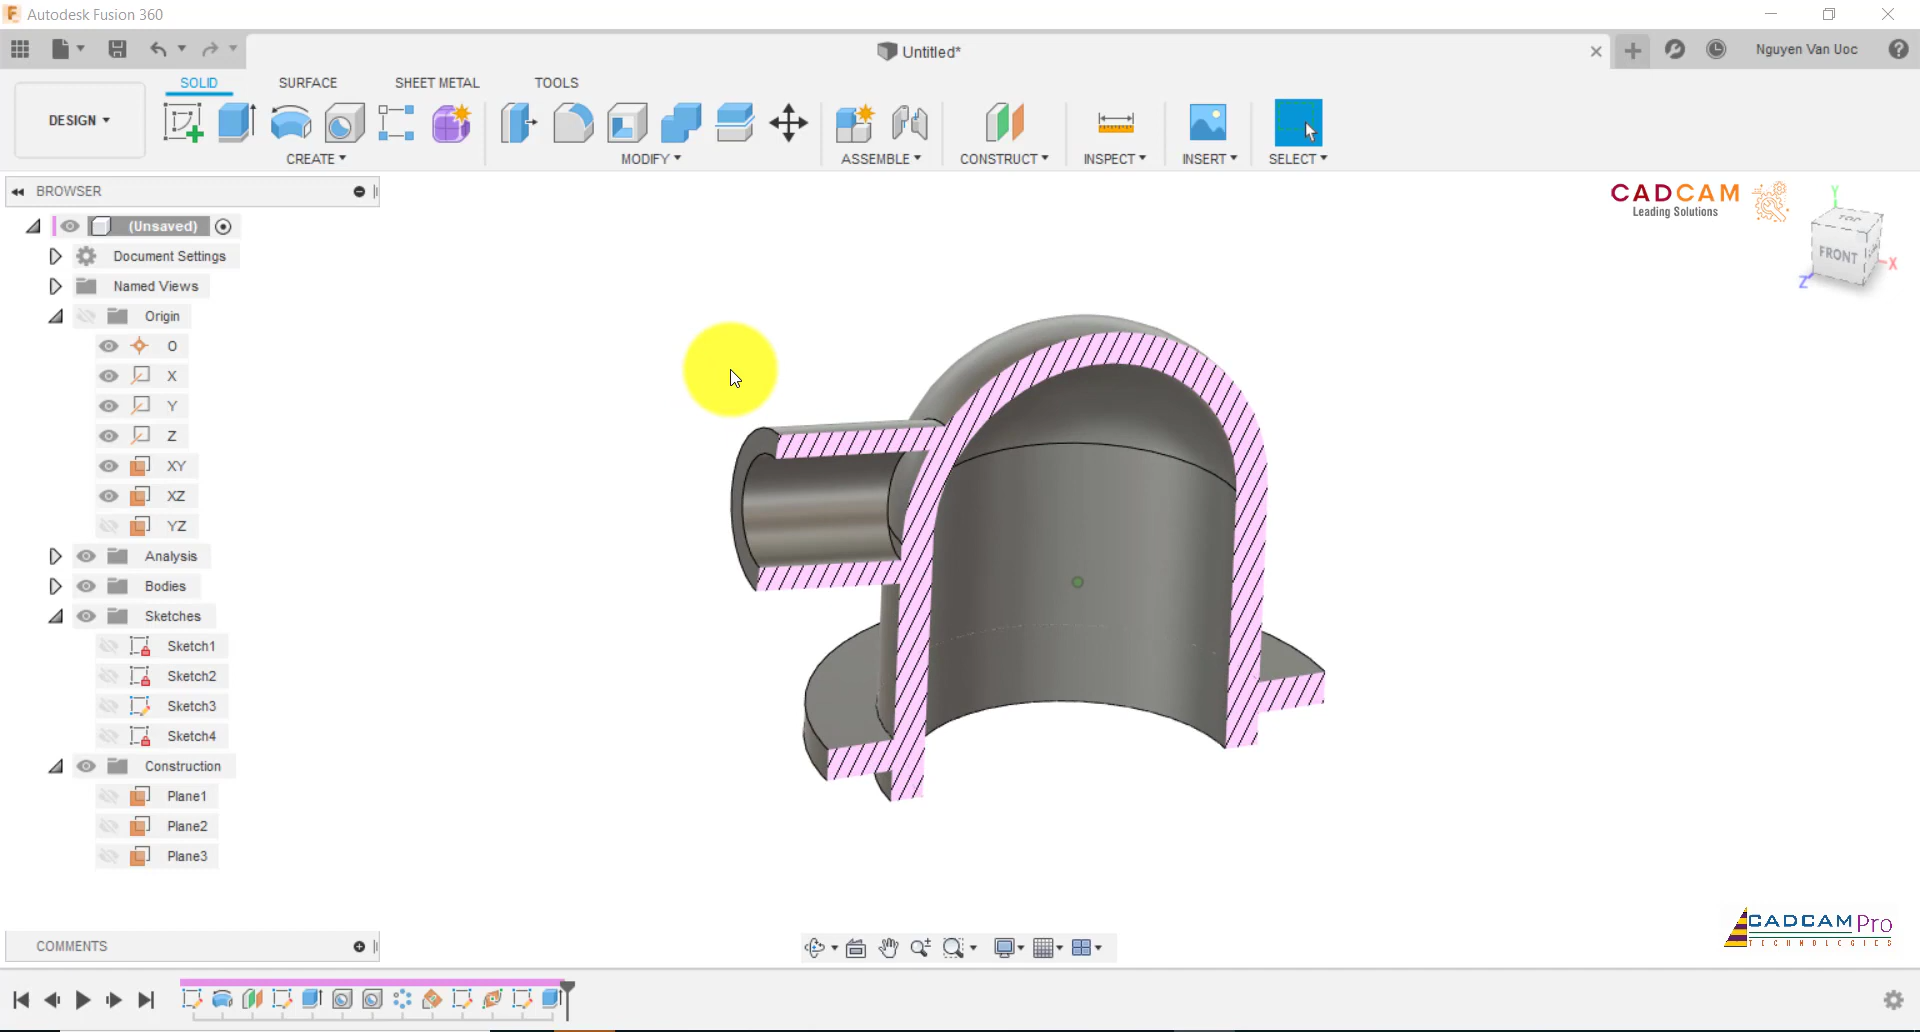 Autodesk Fusion 360
Untitled*
Nguyen Van Uoc
DESIGN
SOLID
SURFACE
SHEET METAL
TOOLS
CREATE
MODIFY
ASSEMBLE
CONSTRUCT
INSPECT
INSERT
SELECT
BROWSER
(Unsaved)
Document Settings
Named Views
Origin
O
X
Y
Z
XY
XZ
YZ
Analysis
Bodies
Sketches
Sketch1
Sketch2
Sketch3
Sketch4
Construction
Plane1
Plane2
Plane3
CADCAM
Leading Solutions
Y
TOP
FRONT
X
Z
CADCAM Pro
TECHNOLOGIES
COMMENTS